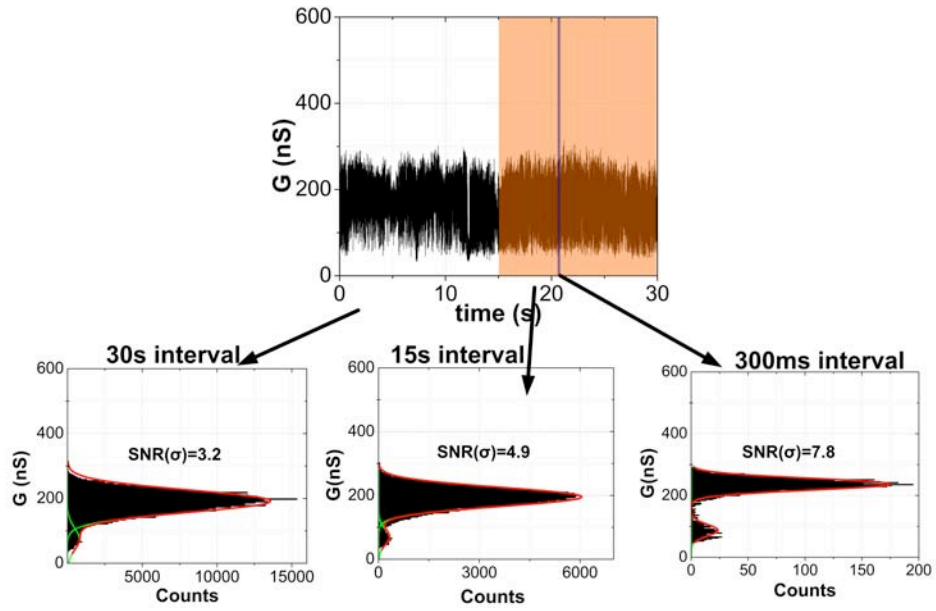 600
400
200
0
G (nS)
0 10 20 30
time (s)
30s interval
600
400
200
0
G (nS)
SNR(σ)=3.2
5000 10000 15000
Counts
15s interval
600
400
200
0
G(nS)
SNR(σ)=4.9
0 3000 6000
Counts
300ms interval
600
400
200
0
G(nS)
SNR(σ)=7.8
0 50 100 150 200
Counts